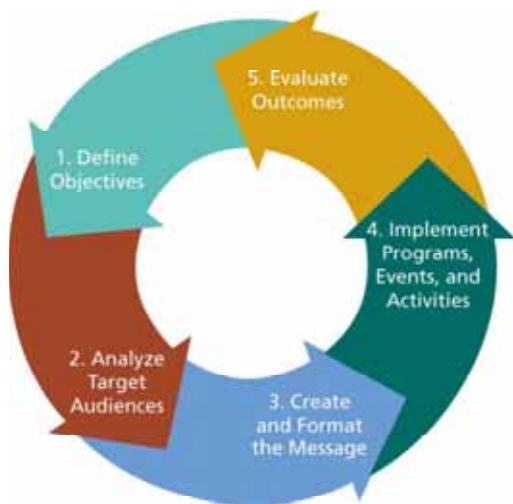 1. Define
Objectives
2. Analyze
Target
Audiences
3. Create
and Format
the Message
4. Implement
Programs,
Events, and
Activities
5. Evaluate
Outcomes